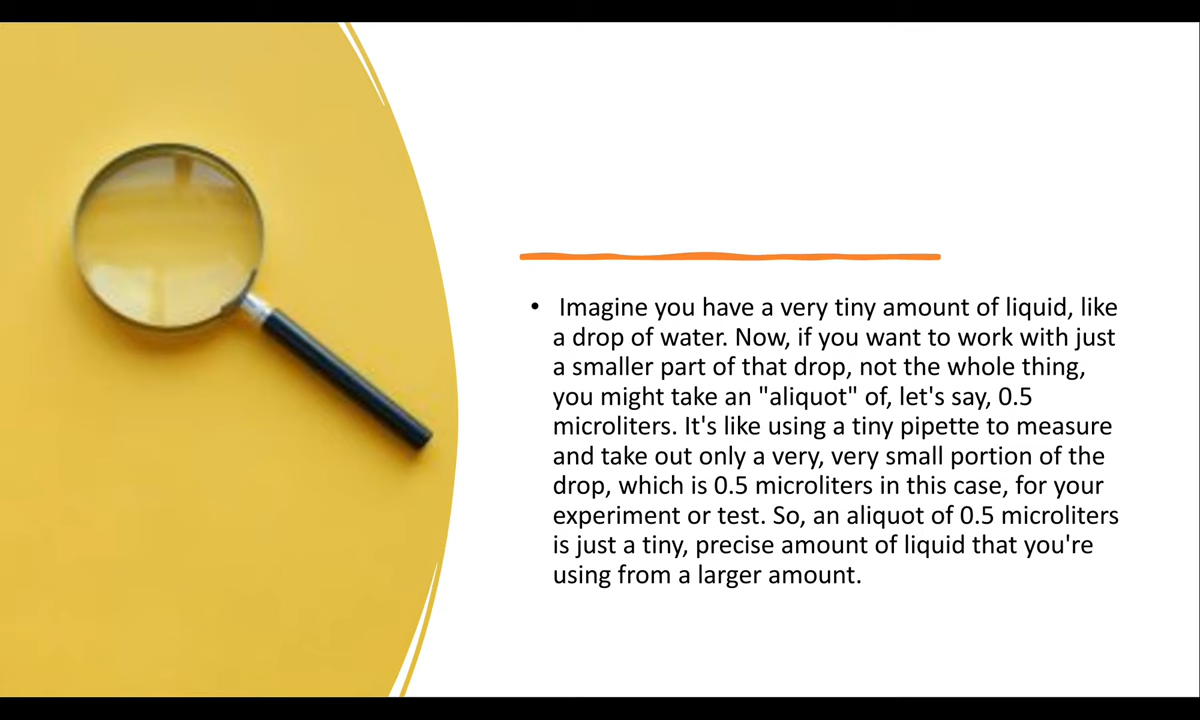 • Imagine you have a very tiny amount of liquid, like
a drop of water. Now, if you want to work with just
a smaller part of that drop, not the whole thing,
you might take an "aliquot" of, let's say, 0.5
microliters. It's like using a tiny pipette to measure
and take out only a very, very small portion of the
drop, which is 0.5 microliters in this case, for your
experiment or test. So, an aliquot of 0.5 microliters
is just a tiny, precise amount of liquid that you're
using from a larger amount.